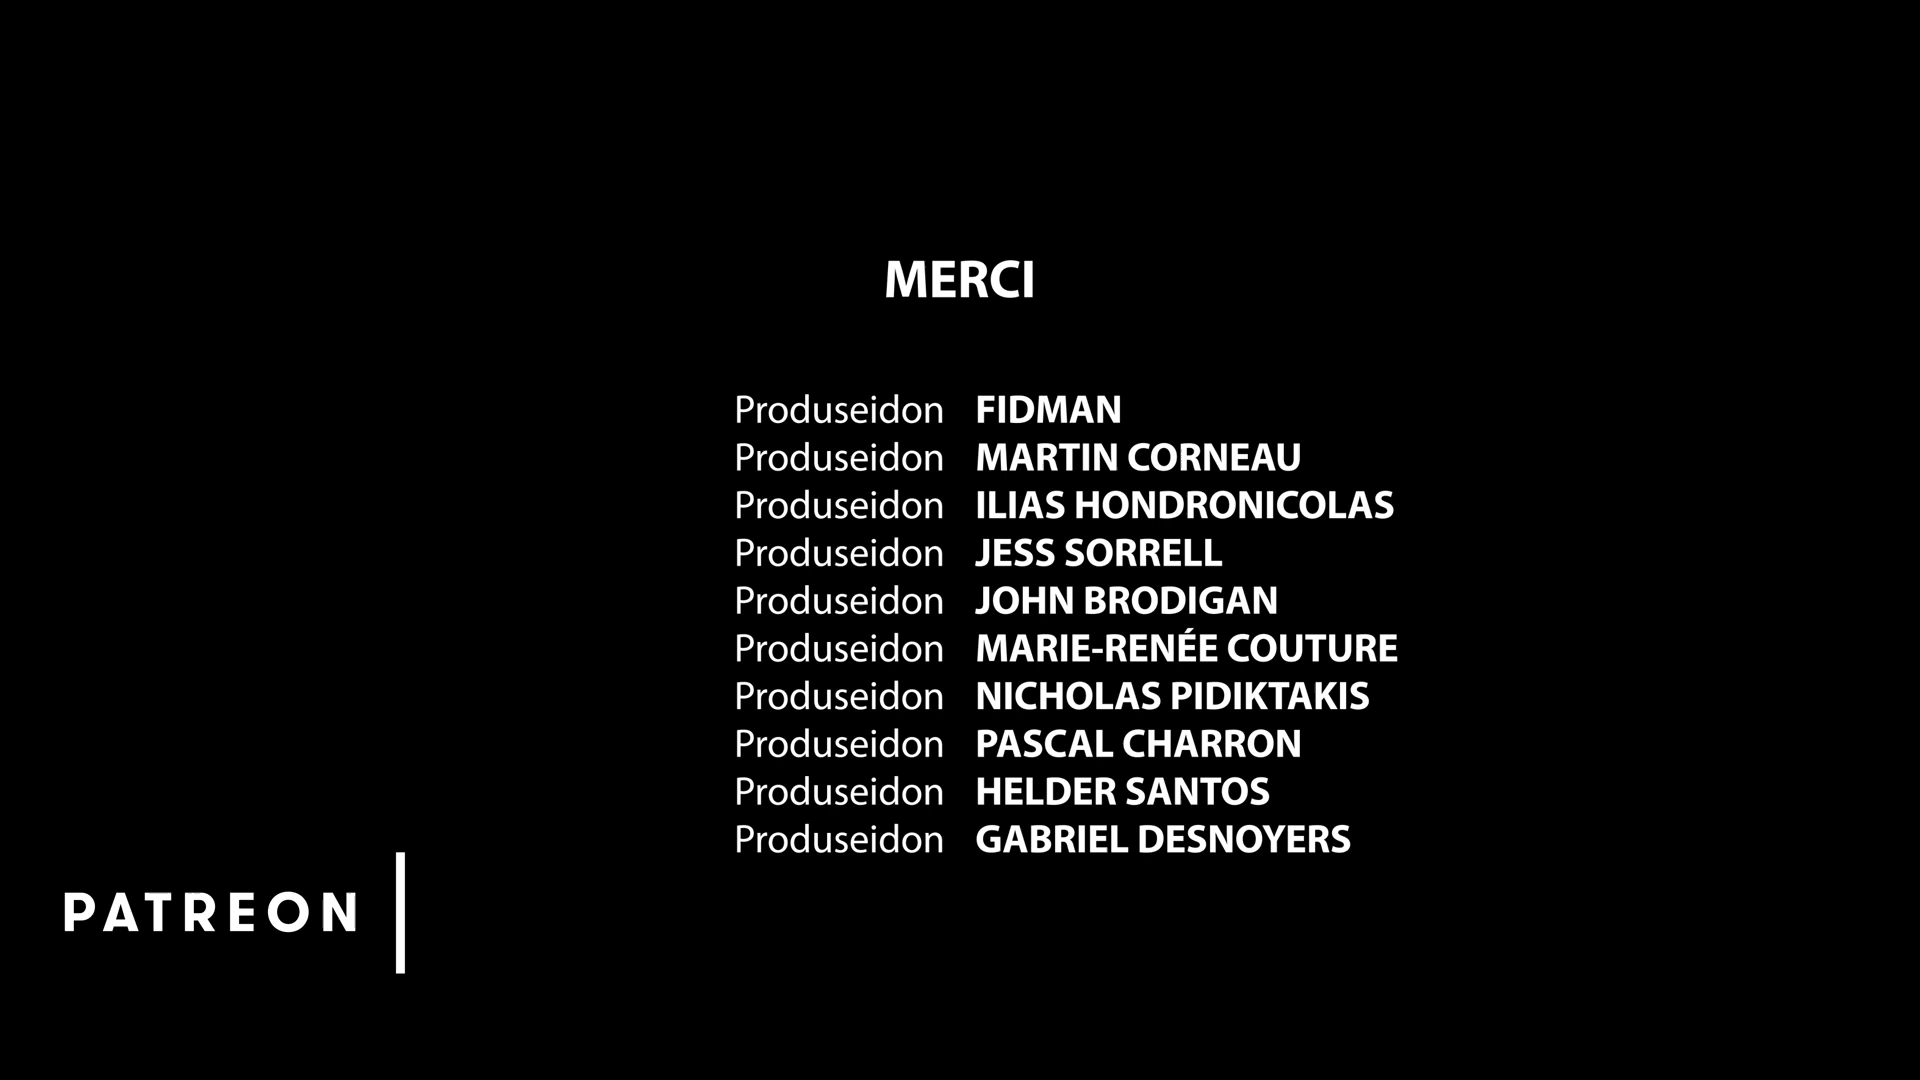 MERCI
Produseidon FIDMAN
Produseidon MARTIN CORNEAU
Produseidon ILIAS HONDRONICOLAS
Produseidon JESS SORRELL
Produseidon JOHN BRODIGAN
Produseidon MARIE-RENÉE COUTURE
Produseidon NICHOLAS PIDIKTAKIS
Produseidon PASCAL CHARRON
Produseidon HELDER SANTOS
Produseidon GABRIEL DESNOYERS
PATREON